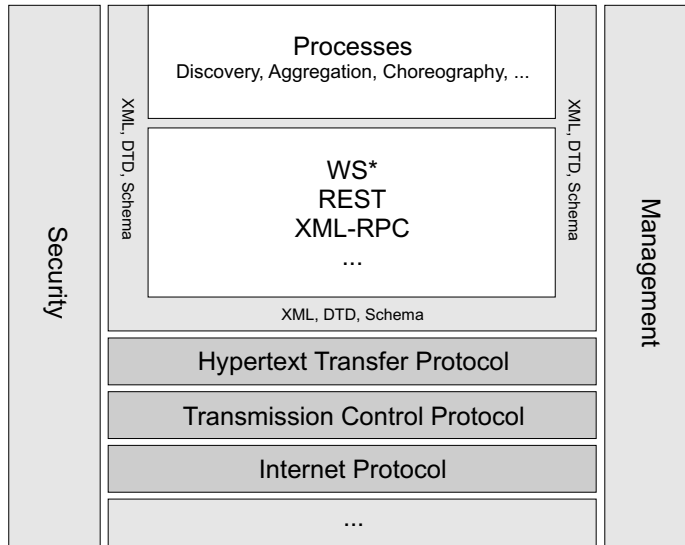 Processes
Discovery, Aggregation, Choreography, ...
XML, DTD, Schema
XML, DTD, Schema
WS*
REST
XML-RPC
...
XML, DTD, Schema
Security
Management
Hypertext Transfer Protocol
Transmission Control Protocol
Internet Protocol
...